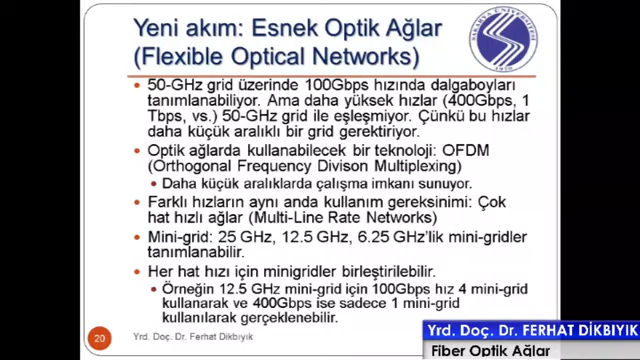 Yeni akım: Esnek Optik Ağlar
(Flexible Optical Networks)
SAKARYA ÜNİVERSİTESİ
1970
• 50-GHz grid üzerinde 100Gbps hızında dalgaboyları
tanımlanabiliyor. Ama daha yüksek hızlar (400Gbps, 1
Tbps, vs.) 50-GHz grid ile eşleşmiyor. Çünkü bu hızlar
daha küçük aralıklı bir grid gerektiriyor.
• Optik ağlarda kullanabilecek bir teknoloji: OFDM
(Orthogonal Frequency Divison Multiplexing)
• Daha küçük aralıklarda çalışma imkanı sunuyor.
• Farklı hızların aynı anda kullanım gereksinimi: Çok
hat hızlı ağlar (Multi-Line Rate Networks)
• Mini-grid: 25 GHz, 12.5 GHz, 6.25 GHz'lik mini-gridler
tanımlanabilir.
• Her hat hızı için minigridler birleştirilebilir.
• Örneğin 12.5 GHz mini-grid için 100Gbps hız 4 mini-grid
kullanarak ve 400Gbps ise sadece 1 mini-grid
kullanılarak gerçeklenebilir.
20
Yrd. Doç. Dr. Ferhat Dikbıyık
Yrd. Doç. Dr. FERHAT DİKBIYIK
Fiber Optik Ağlar